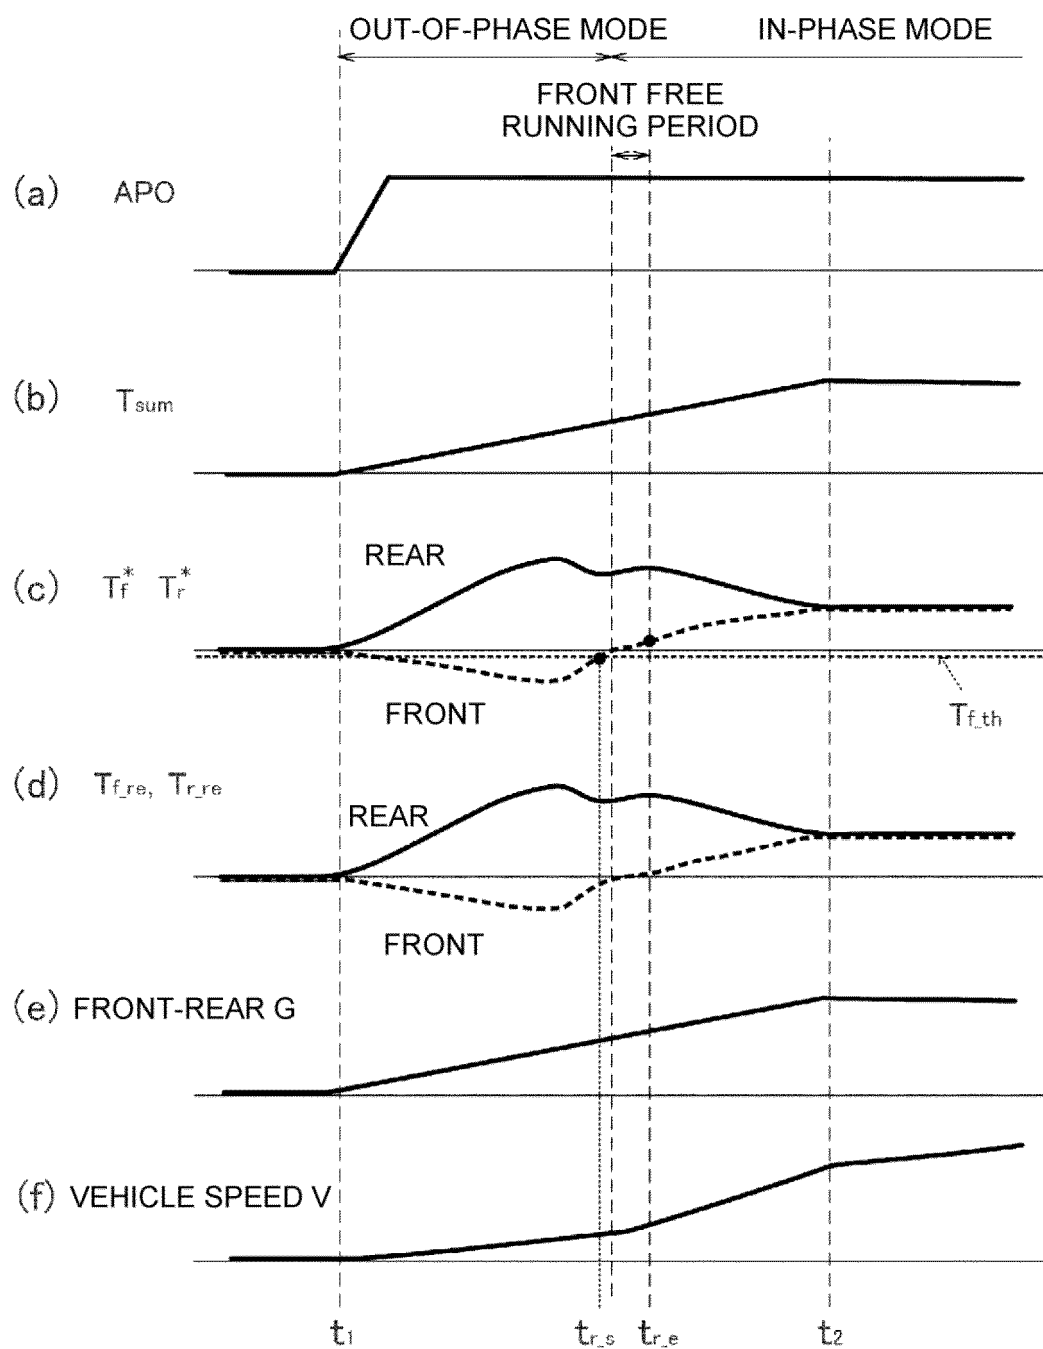 OUT-OF-PHASE MODE IN-PHASE MODE
FRONT FREE
RUNNING PERIOD
(a) APO
(b) Tsum
REAR
(c) Tf* Tr*
FRONT
Tf_th
(d) Tf_re, Tr_re
REAR
FRONT
(e) FRONT-REAR G
(f) VEHICLE SPEED V
t1 tr_s tr_e t2